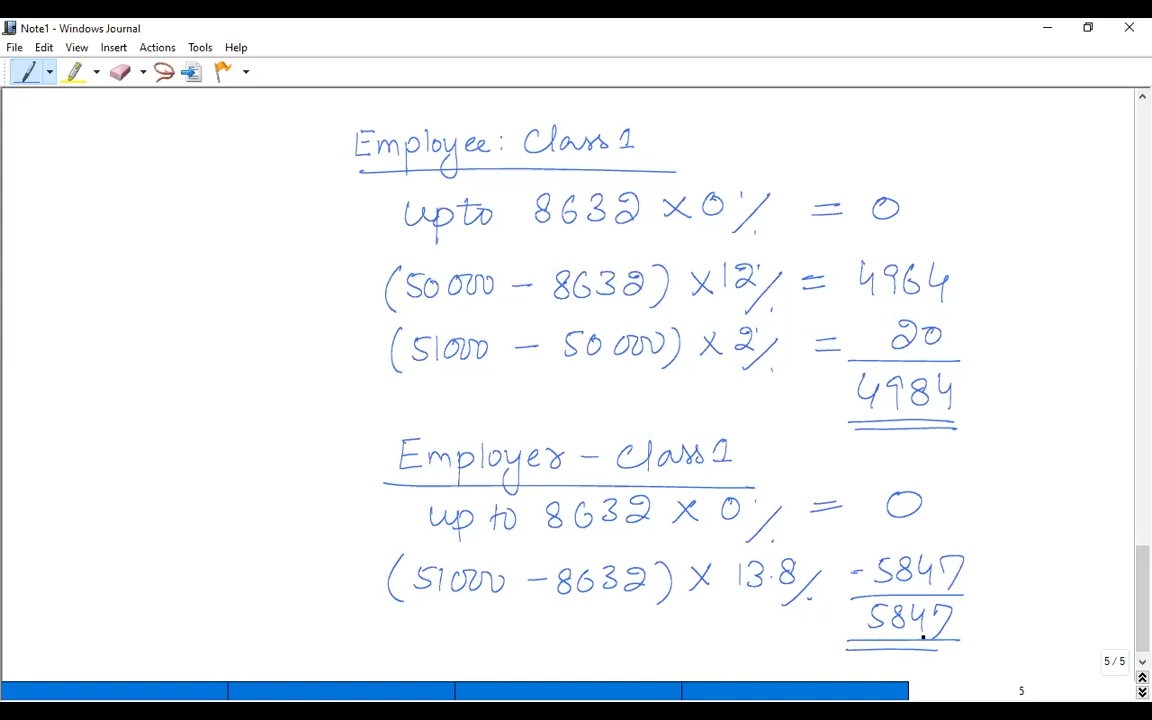 Note1 - Windows Journal
File Edit View Insert Actions Tools Help
Employee: Class 1
upto 8632 × 0% = 0
(50000 - 8632) × 12% = 4964
(51000 - 50000) × 2% = 20
4984
Employer - Class 1
up to 8632 × 0% = 0
(51000 - 8632) × 13.8% - 5847
5847
5/5
5